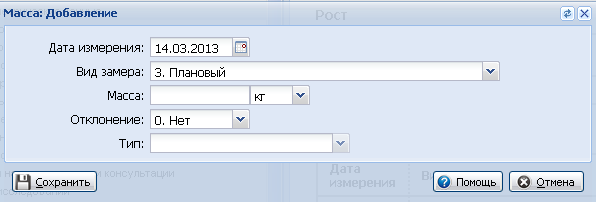 Масса: Добавление
Рост
Дата измерения: 14.03.2013
Вид замера: 3. Плановый
Масса: кг
Отклонение: 0. Нет
Тип:
консультации
Дата
измерения
Сохранить
Помощь
Отмена